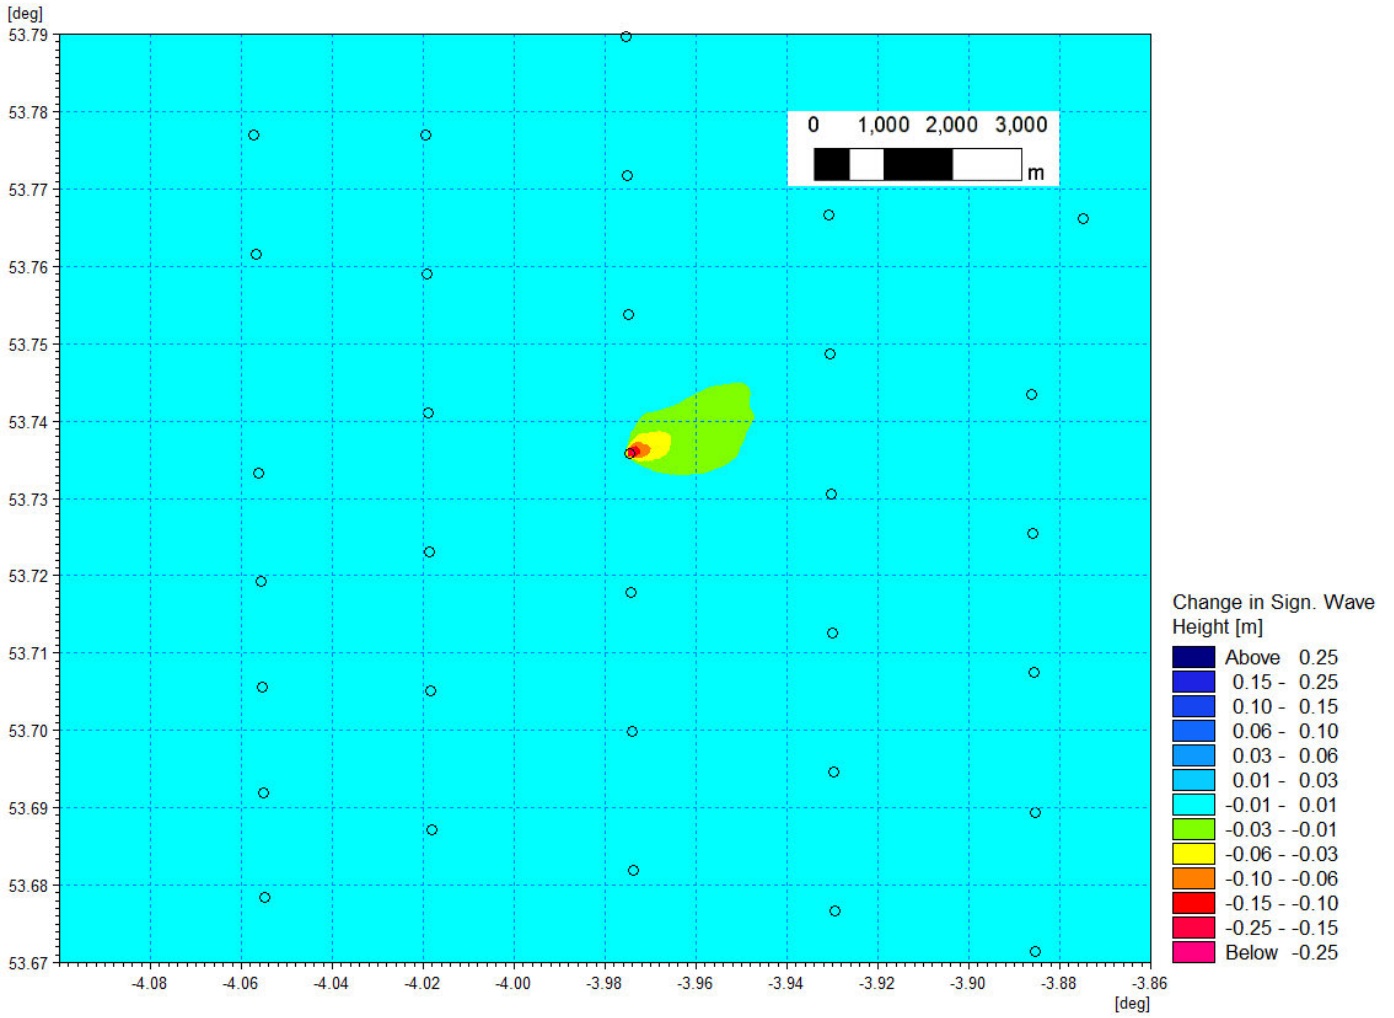 [deg]
53.79
53.78
53.77
53.76
53.75
53.74
53.73
53.72
53.71
53.70
53.69
53.68
53.67
0 1,000 2,000 3,000
m
-4.08 -4.06 -4.04 -4.02 -4.00 -3.98 -3.96 -3.94 -3.92 -3.90 -3.88 -3.86
[deg]
Change in Sign. Wave
Height [m]
Above 0.25
0.15 - 0.25
0.10 - 0.15
0.06 - 0.10
0.03 - 0.06
0.01 - 0.03
-0.01 - 0.01
-0.03 - -0.01
-0.06 - -0.03
-0.10 - -0.06
-0.15 - -0.10
-0.25 - -0.15
Below -0.25